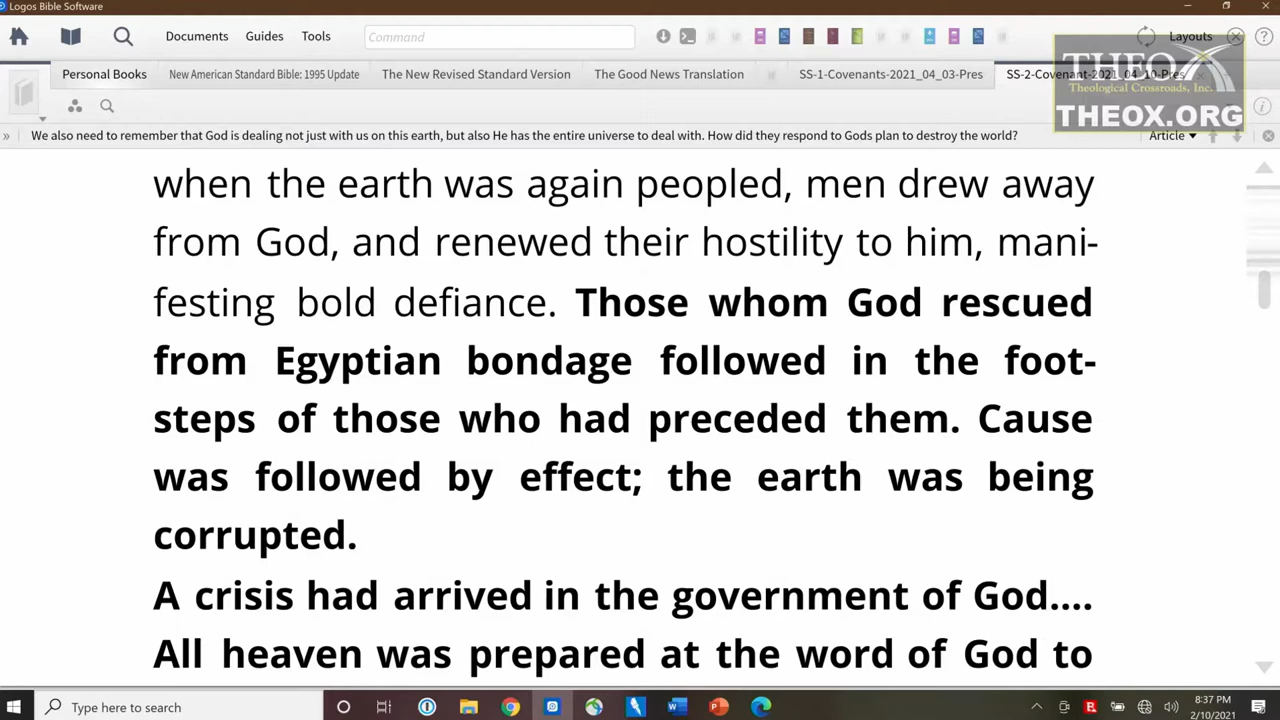 Logos Bible Software
Documents Guides Tools Command Layouts
Personal Books New American Standard Bible: 1995 Update The New Revised Standard Version The Good News Translation SS-1-Covenants-2021_04_03-Pres SS-2-Covenant-2021_04_10-Pres
THEOX
Theological Crossroads, Inc.
THEOX.ORG
» We also need to remember that God is dealing not just with us on this earth, but also He has the entire universe to deal with. How did they respond to Gods plan to destroy the world? Article
when the earth was again peopled, men drew away
from God, and renewed their hostility to him, mani-
festing bold defiance. Those whom God rescued
from Egyptian bondage followed in the foot-
steps of those who had preceded them. Cause
was followed by effect; the earth was being
corrupted.
A crisis had arrived in the government of God....
All heaven was prepared at the word of God to
Type here to search
8:37 PM
2/10/2021